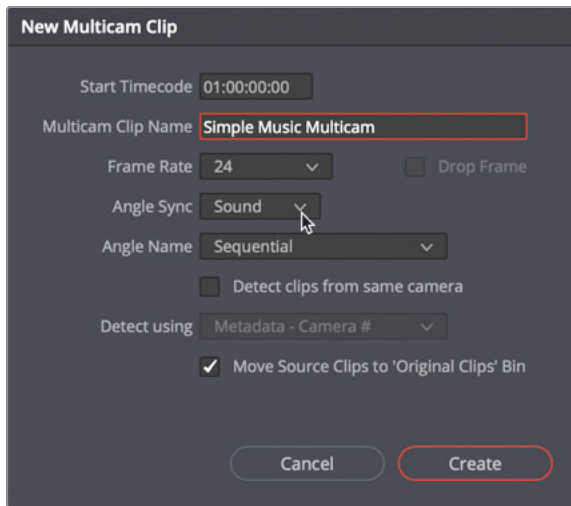 New Multicam Clip
Start Timecode 01:00:00:00
Multicam Clip Name Simple Music Multicam
Frame Rate 24 Drop Frame
Angle Sync Sound
Angle Name Sequential
Detect clips from same camera
Detect using Metadata - Camera #
Move Source Clips to 'Original Clips' Bin
Cancel Create